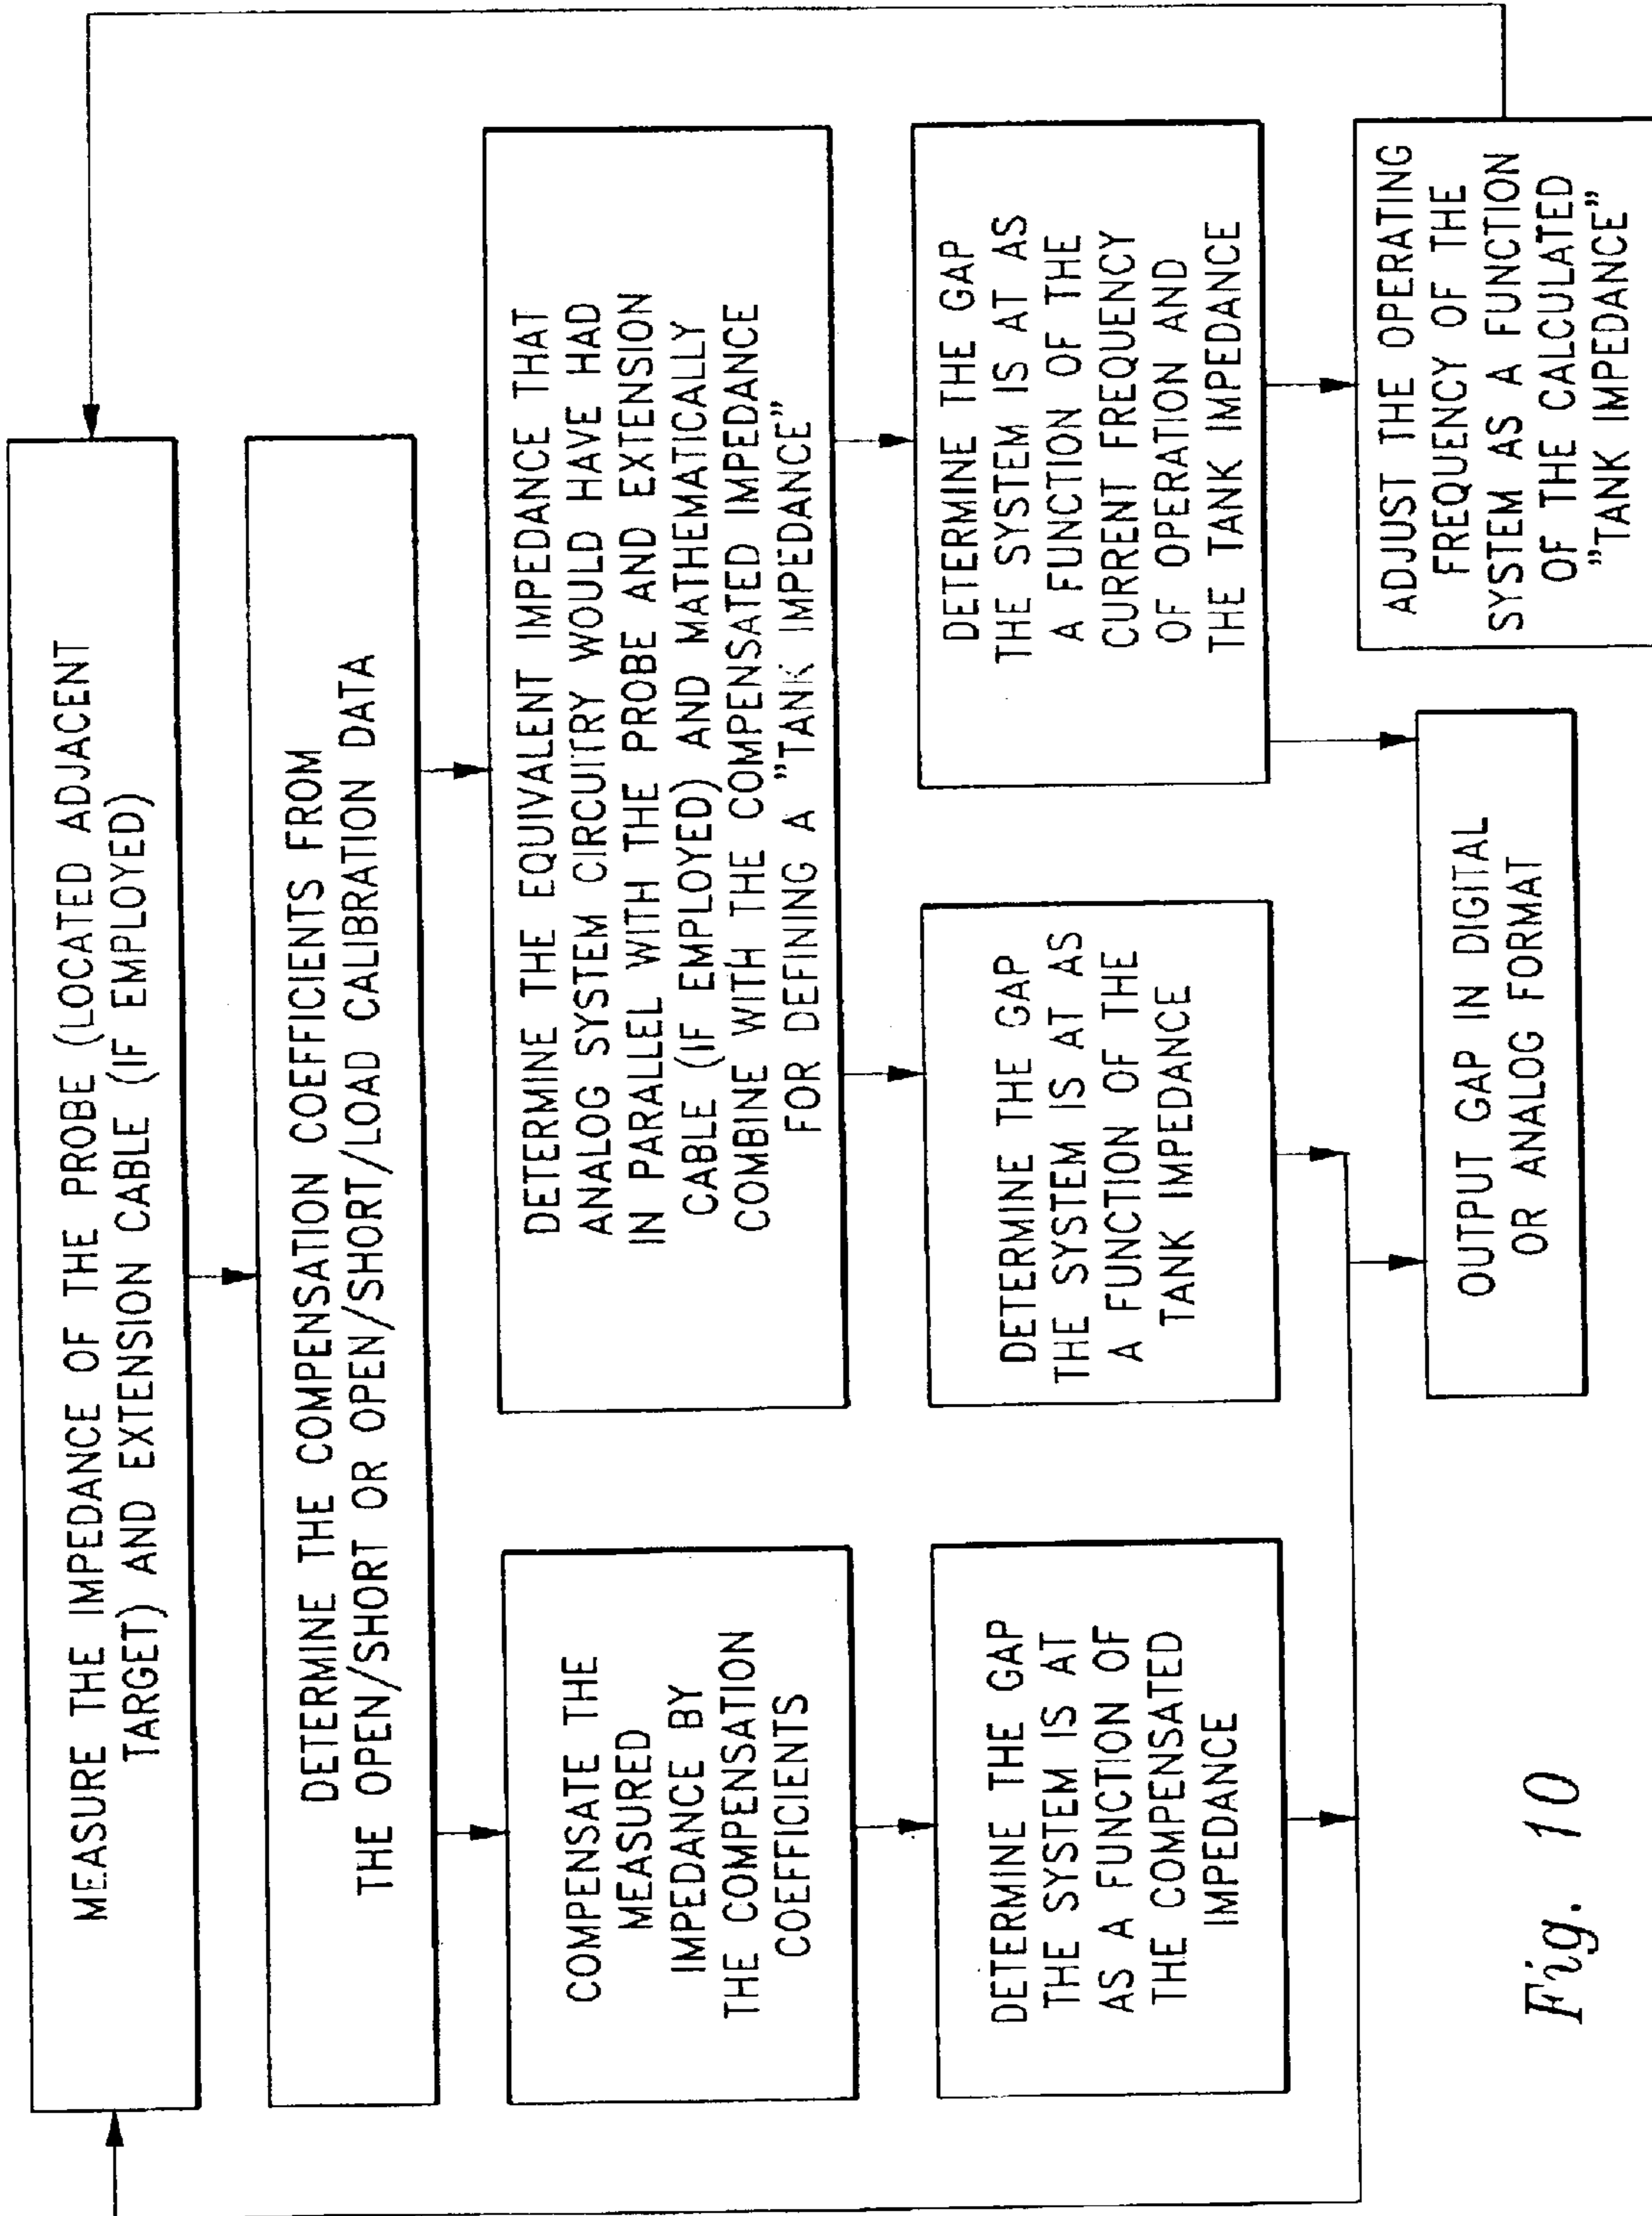 MEASURE THE IMPEDANCE OF THE PROBE (LOCATED ADJACENT
TARGET) AND EXTENSION CABLE (IF EMPLOYED)
DETERMINE THE COMPENSATION COEFFICIENTS FROM
THE OPEN/SHORT OR OPEN/SHORT/LOAD CALIBRATION DATA
COMPENSATE THE
MEASURED
IMPEDANCE BY
THE COMPENSATION
COEFFICIENTS
DETERMINE THE EQUIVALENT IMPEDANCE THAT
ANALOG SYSTEM CIRCUITRY WOULD HAVE HAD
IN PARALLEL WITH THE PROBE AND EXTENSION
CABLE (IF EMPLOYED) AND MATHEMATICALLY
COMBINE WITH THE COMPENSATED IMPEDANCE
FOR DEFINING A "TANK IMPEDANCE"
DETERMINE THE GAP
THE SYSTEM IS AT
AS A FUNCTION OF
THE COMPENSATED
IMPEDANCE
DETERMINE THE GAP
THE SYSTEM IS AT AS
A FUNCTION OF THE
TANK IMPEDANCE
DETERMINE THE GAP
THE SYSTEM IS AT AS
A FUNCTION OF THE
CURRENT FREQUENCY
OF OPERATION AND
THE TANK IMPEDANCE
OUTPUT GAP IN DIGITAL
OR ANALOG FORMAT
ADJUST THE OPERATING
FREQUENCY OF THE
SYSTEM AS A FUNCTION
OF THE CALCULATED
"TANK IMPEDANCE"
Fig. 10